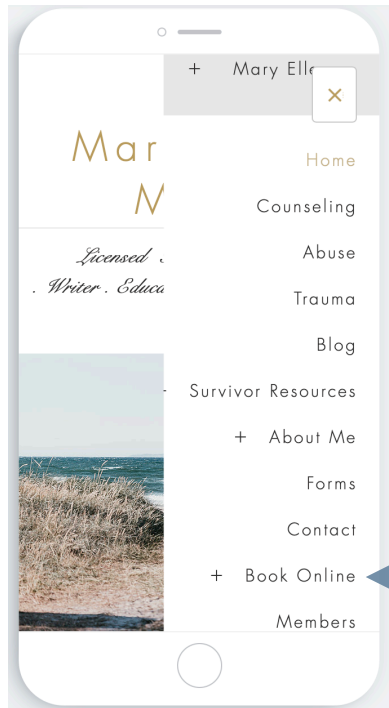 + Mary Elle
×
Mar
M
Licensed
. Writer . Educa
Home
Counseling
Abuse
Trauma
Blog
Survivor Resources
+ About Me
Forms
Contact
+ Book Online
Members